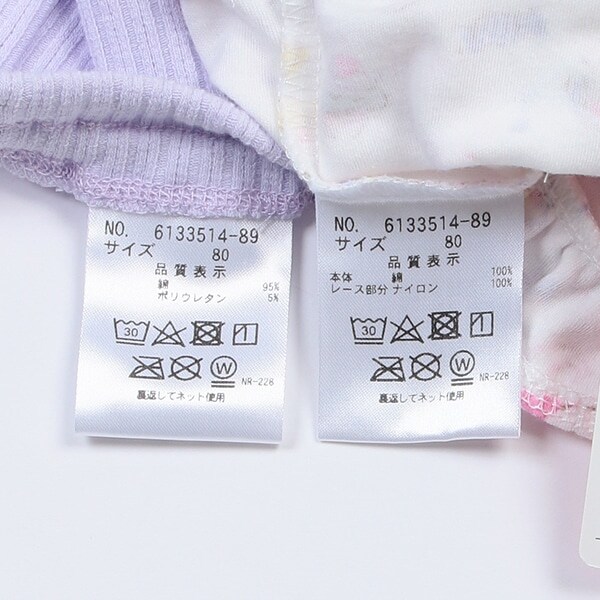 NO. 6133514-89
サイズ
80
品質表示
綿 95%
ポリウレタン 5%
30
W
NR-228
裏返してネット使用
NO. 6133514-89
サイズ
80
品質表示
本体 綿 100%
レース部分 ナイロン 100%
30
W
NR-228
裏返してネット使用